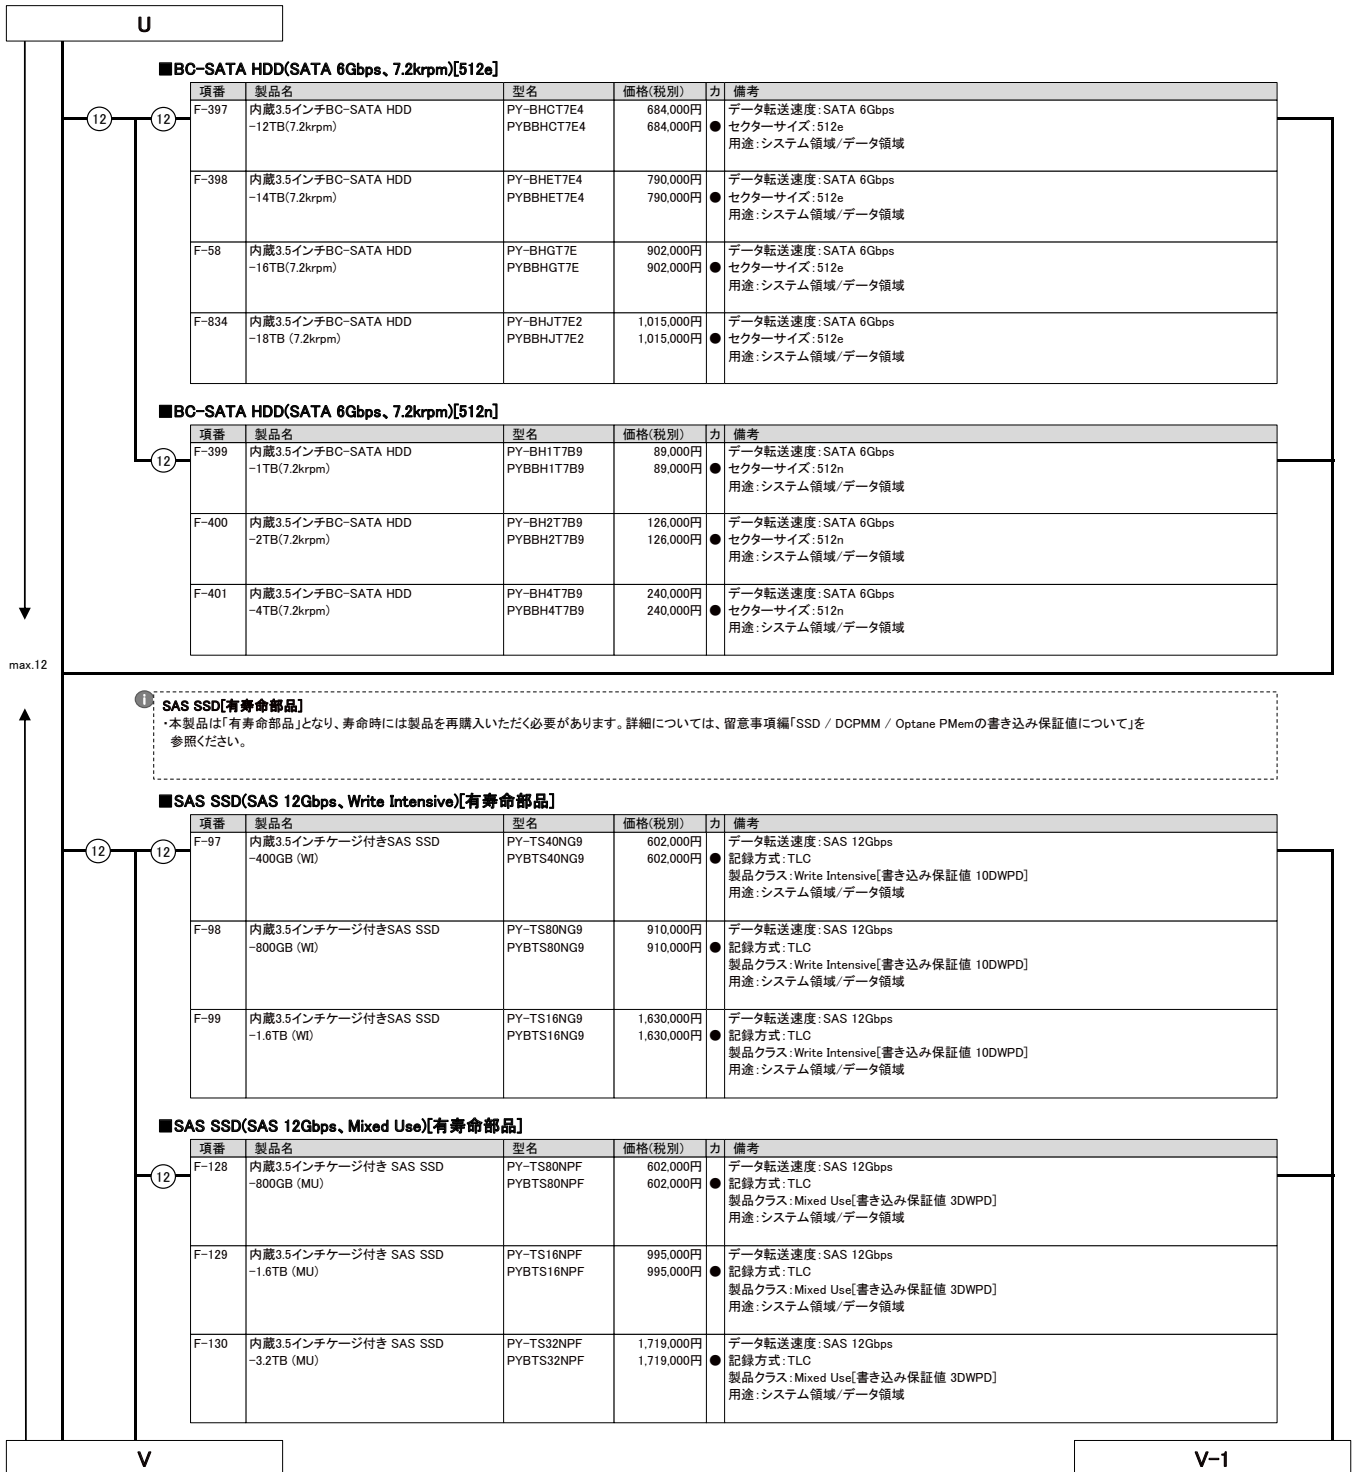 U
■BC-SATA HDD(SATA 6Gbps、7.2krpm)[512e]
項番 製品名 型名 価格(税別) カ 備考
12 12 F-397 内蔵3.5インチBC-SATA HDD PY-BHCT7E4 684,000円 データ転送速度:SATA 6Gbps
-12TB(7.2krpm) PYBBHCT7E4 684,000円 ● セクターサイズ:512e
用途:システム領域/データ領域
F-398 内蔵3.5インチBC-SATA HDD PY-BHET7E4 790,000円 データ転送速度:SATA 6Gbps
-14TB(7.2krpm) PYBBHET7E4 790,000円 ● セクターサイズ:512e
用途:システム領域/データ領域
F-58 内蔵3.5インチBC-SATA HDD PY-BHGT7E 902,000円 データ転送速度:SATA 6Gbps
-16TB(7.2krpm) PYBBHGT7E 902,000円 ● セクターサイズ:512e
用途:システム領域/データ領域
F-834 内蔵3.5インチBC-SATA HDD PY-BHJT7E2 1,015,000円 データ転送速度:SATA 6Gbps
-18TB (7.2krpm) PYBBHJT7E2 1,015,000円 ● セクターサイズ:512e
用途:システム領域/データ領域
■BC-SATA HDD(SATA 6Gbps、7.2krpm)[512n]
項番 製品名 型名 価格(税別) カ 備考
12 F-399 内蔵3.5インチBC-SATA HDD PY-BH1T7B9 89,000円 データ転送速度:SATA 6Gbps
-1TB(7.2krpm) PYBBH1T7B9 89,000円 ● セクターサイズ:512n
用途:システム領域/データ領域
F-400 内蔵3.5インチBC-SATA HDD PY-BH2T7B9 126,000円 データ転送速度:SATA 6Gbps
-2TB(7.2krpm) PYBBH2T7B9 126,000円 ● セクターサイズ:512n
用途:システム領域/データ領域
F-401 内蔵3.5インチBC-SATA HDD PY-BH4T7B9 240,000円 データ転送速度:SATA 6Gbps
-4TB(7.2krpm) PYBBH4T7B9 240,000円 ● セクターサイズ:512n
用途:システム領域/データ領域
max.12
i SAS SSD[有寿命部品]
・本製品は「有寿命部品」となり、寿命時には製品を再購入いただく必要があります。詳細については、留意事項編「SSD / DCPMM / Optane PMemの書き込み保証値について」を
参照ください。
■SAS SSD(SAS 12Gbps、Write Intensive)[有寿命部品]
項番 製品名 型名 価格(税別) カ 備考
12 12 F-97 内蔵3.5インチケージ付きSAS SSD PY-TS40NG9 602,000円 データ転送速度:SAS 12Gbps
-400GB (WI) PYBTS40NG9 602,000円 ● 記録方式:TLC
製品クラス:Write Intensive[書き込み保証値 10DWPD]
用途:システム領域/データ領域
F-98 内蔵3.5インチケージ付きSAS SSD PY-TS80NG9 910,000円 データ転送速度:SAS 12Gbps
-800GB (WI) PYBTS80NG9 910,000円 ● 記録方式:TLC
製品クラス:Write Intensive[書き込み保証値 10DWPD]
用途:システム領域/データ領域
F-99 内蔵3.5インチケージ付きSAS SSD PY-TS16NG9 1,630,000円 データ転送速度:SAS 12Gbps
-1.6TB (WI) PYBTS16NG9 1,630,000円 ● 記録方式:TLC
製品クラス:Write Intensive[書き込み保証値 10DWPD]
用途:システム領域/データ領域
■SAS SSD(SAS 12Gbps、Mixed Use)[有寿命部品]
項番 製品名 型名 価格(税別) カ 備考
12 F-128 内蔵3.5インチケージ付き SAS SSD PY-TS80NPF 602,000円 データ転送速度:SAS 12Gbps
-800GB (MU) PYBTS80NPF 602,000円 ● 記録方式:TLC
製品クラス:Mixed Use[書き込み保証値 3DWPD]
用途:システム領域/データ領域
F-129 内蔵3.5インチケージ付き SAS SSD PY-TS16NPF 995,000円 データ転送速度:SAS 12Gbps
-1.6TB (MU) PYBTS16NPF 995,000円 ● 記録方式:TLC
製品クラス:Mixed Use[書き込み保証値 3DWPD]
用途:システム領域/データ領域
F-130 内蔵3.5インチケージ付き SAS SSD PY-TS32NPF 1,719,000円 データ転送速度:SAS 12Gbps
-3.2TB (MU) PYBTS32NPF 1,719,000円 ● 記録方式:TLC
製品クラス:Mixed Use[書き込み保証値 3DWPD]
用途:システム領域/データ領域
V V-1